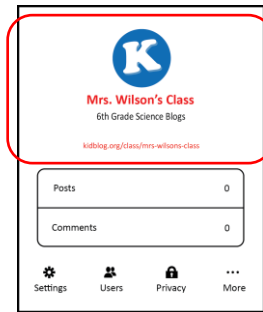 K
Mrs. Wilson's Class
6th Grade Science Blogs
kidblog.org/class/mrs-wilsons-class
Posts 0
Comments 0
Settings Users Privacy More